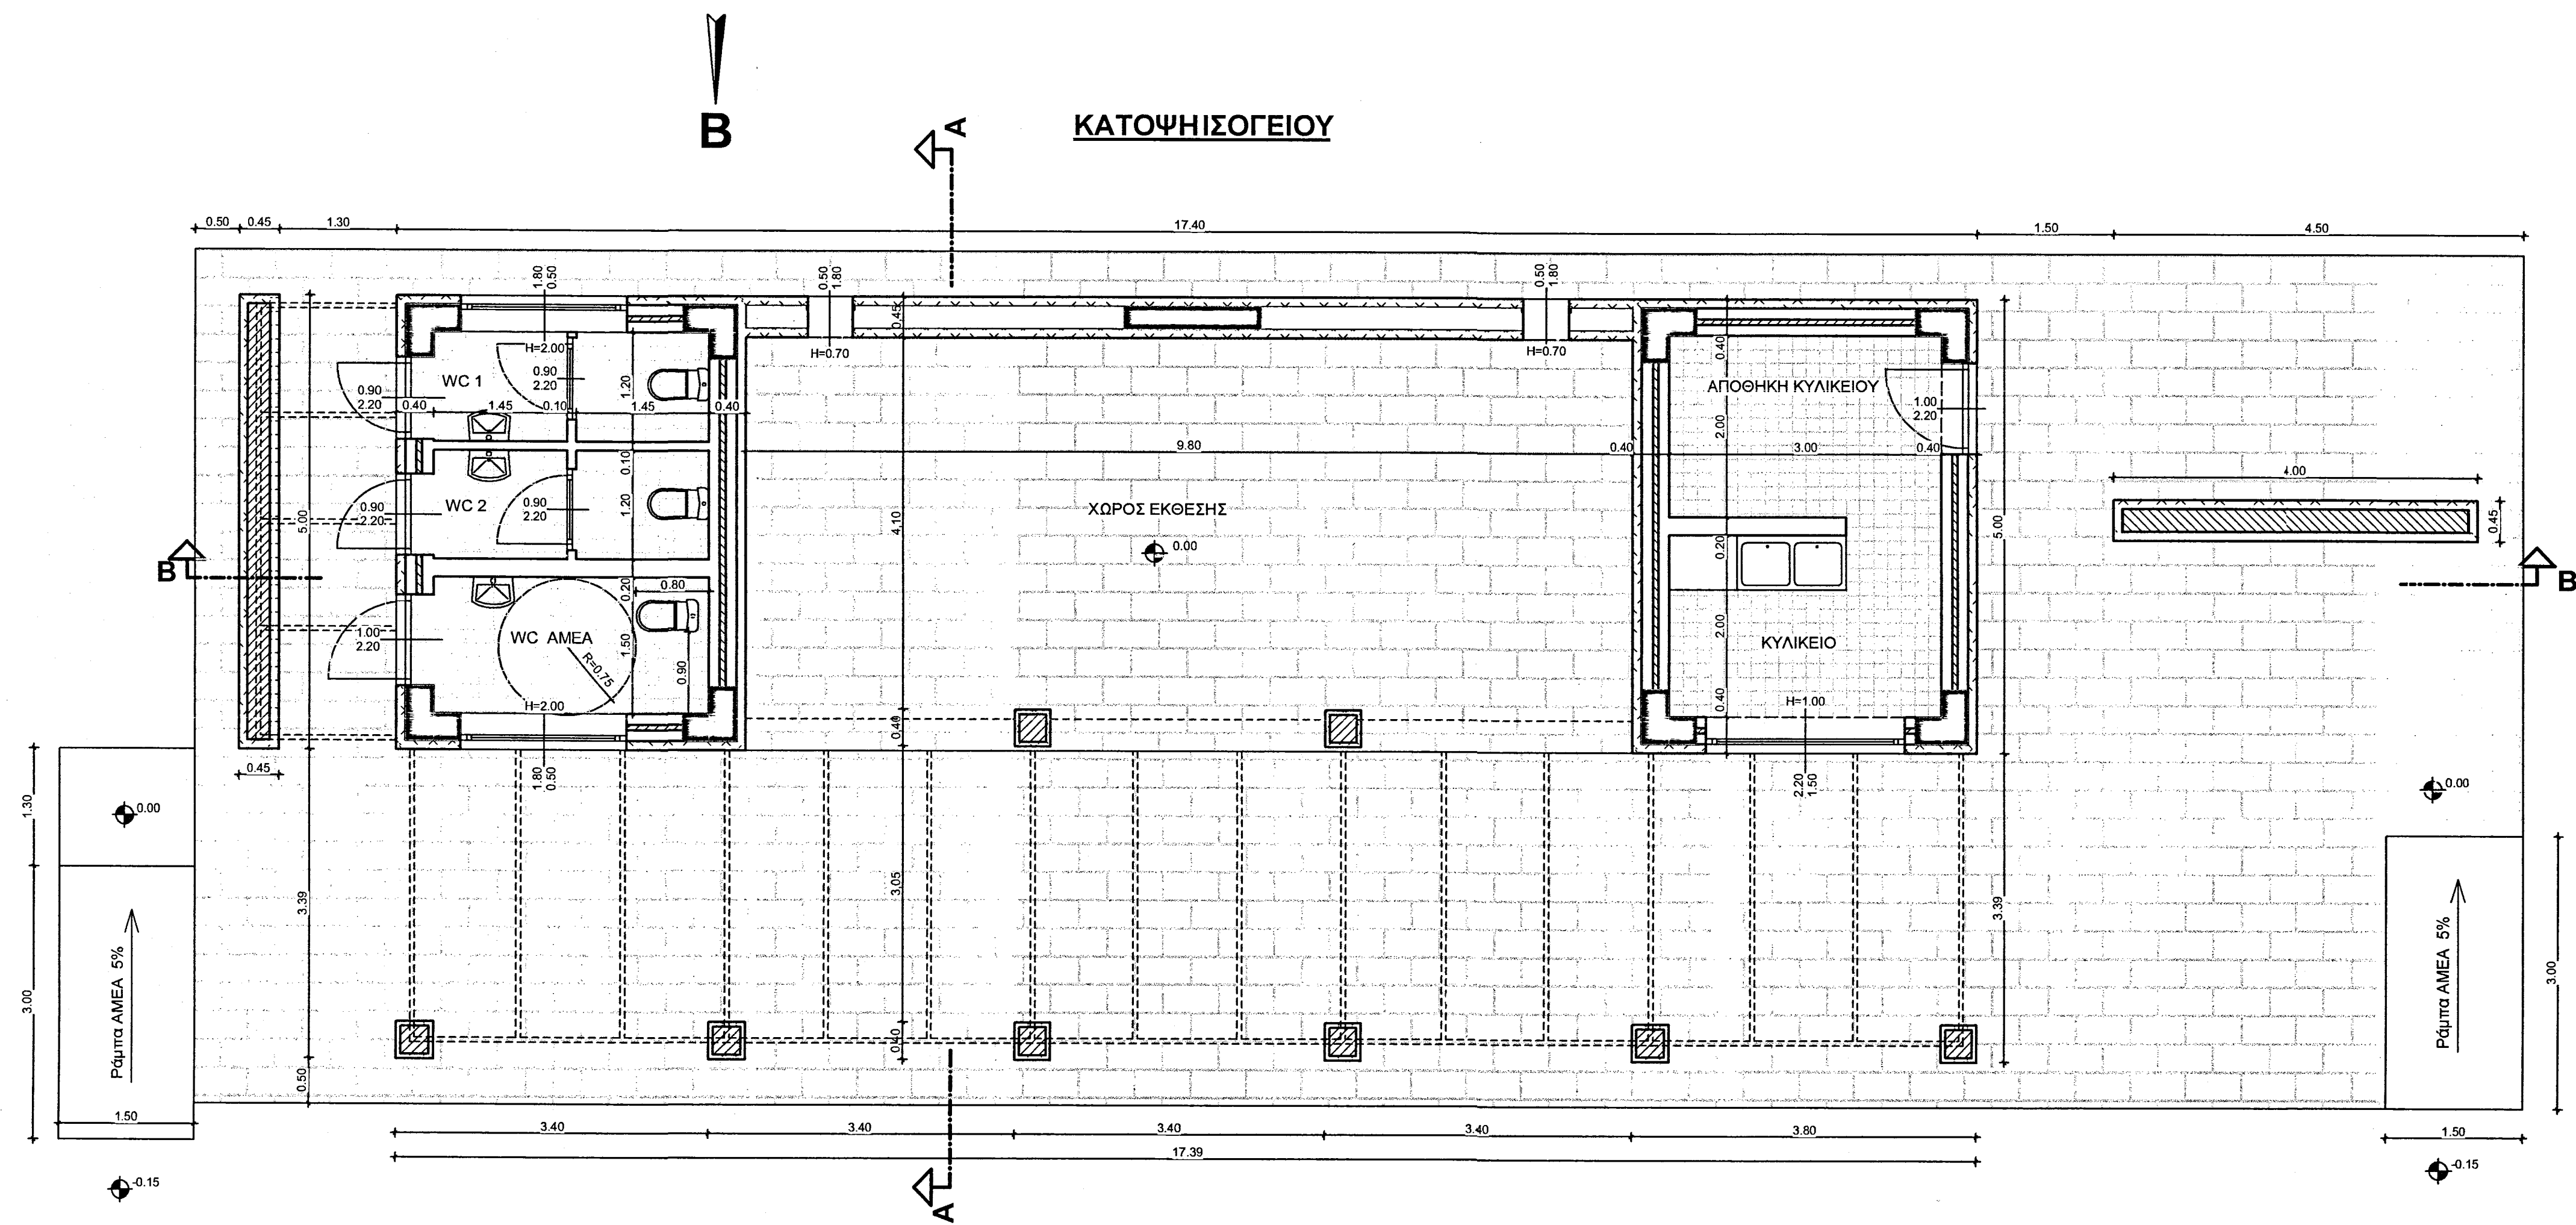 B
A
ΚΑΤΟΨΗ ΙΣΟΓΕΙΟΥ
0.50 0.45 1.30 17.40 1.50 4.50
1.80 0.50
0.50 1.80
0.50 1.80
0.45
H=2.00
H=0.70
H=0.70
WC 1
0.90
2.20
0.90
2.20
1.20
0.40 1.45 0.10 1.45 0.40
0.40
ΑΠΟΘΗΚΗ ΚΥΛΙΚΕΙΟΥ
1.00
2.20
2.00
9.80 0.40 3.00 0.40
0.10
4.00
WC 2
0.90
2.20
0.90
2.20
1.20
5.00
4.10
ΧΩΡΟΣ ΕΚΘΕΣΗΣ
0.00
5.00
0.45
0.20
B
B
0.20
0.80
WC ΑΜΕΑ
1.00
2.20
1.50
R=0.75
0.90
2.00
ΚΥΛΙΚΕΙΟ
H=2.00
0.40
H=1.00
0.40
0.45
1.80 0.50
2.20 1.50
1.30
0.00
0.00
3.39
3.05
3.39
3.00
Ράμπα ΑΜΕΑ 5%
Ράμπα ΑΜΕΑ 5%
3.00
0.40
0.50
1.50
3.40 3.40 3.40 3.40 3.80
1.50
17.39
-0.15
-0.15
A